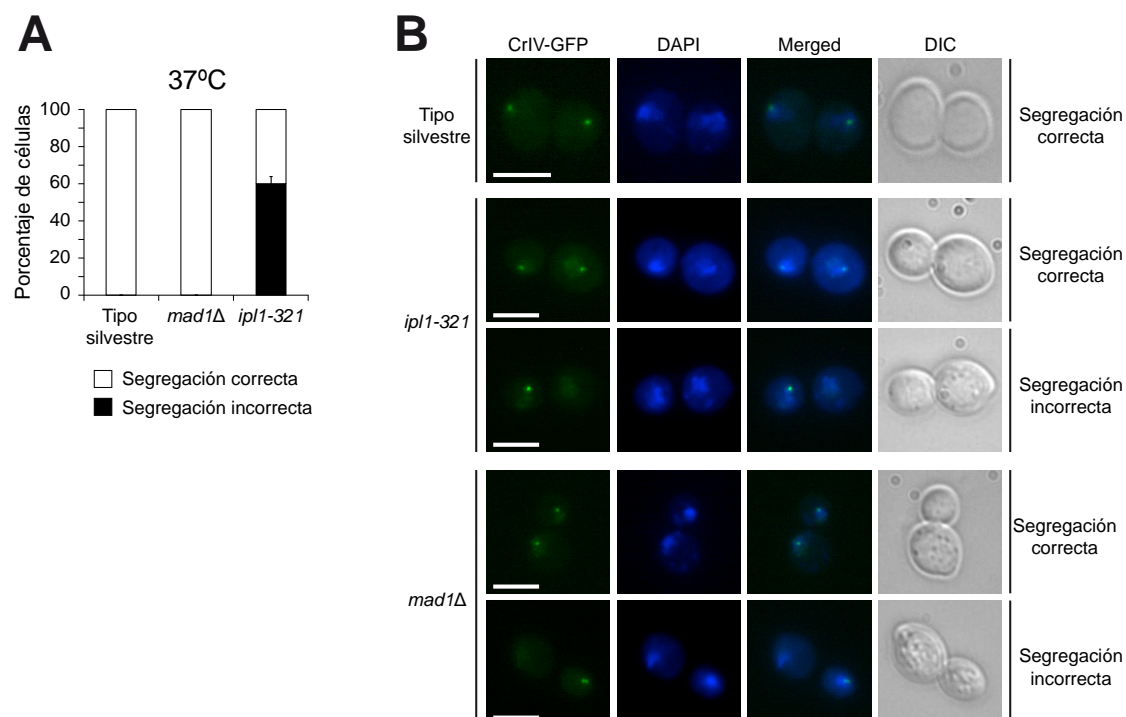 A
37ºC
Porcentaje de células
100
80
60
40
20
0
Tipo
silvestre
mad1Δ
ipl1-321
Segregación correcta
Segregación incorrecta
B
CrIV-GFP
DAPI
Merged
DIC
Tipo
silvestre
Segregación
correcta
ipl1-321
Segregación
correcta
Segregación
incorrecta
mad1Δ
Segregación
correcta
Segregación
incorrecta